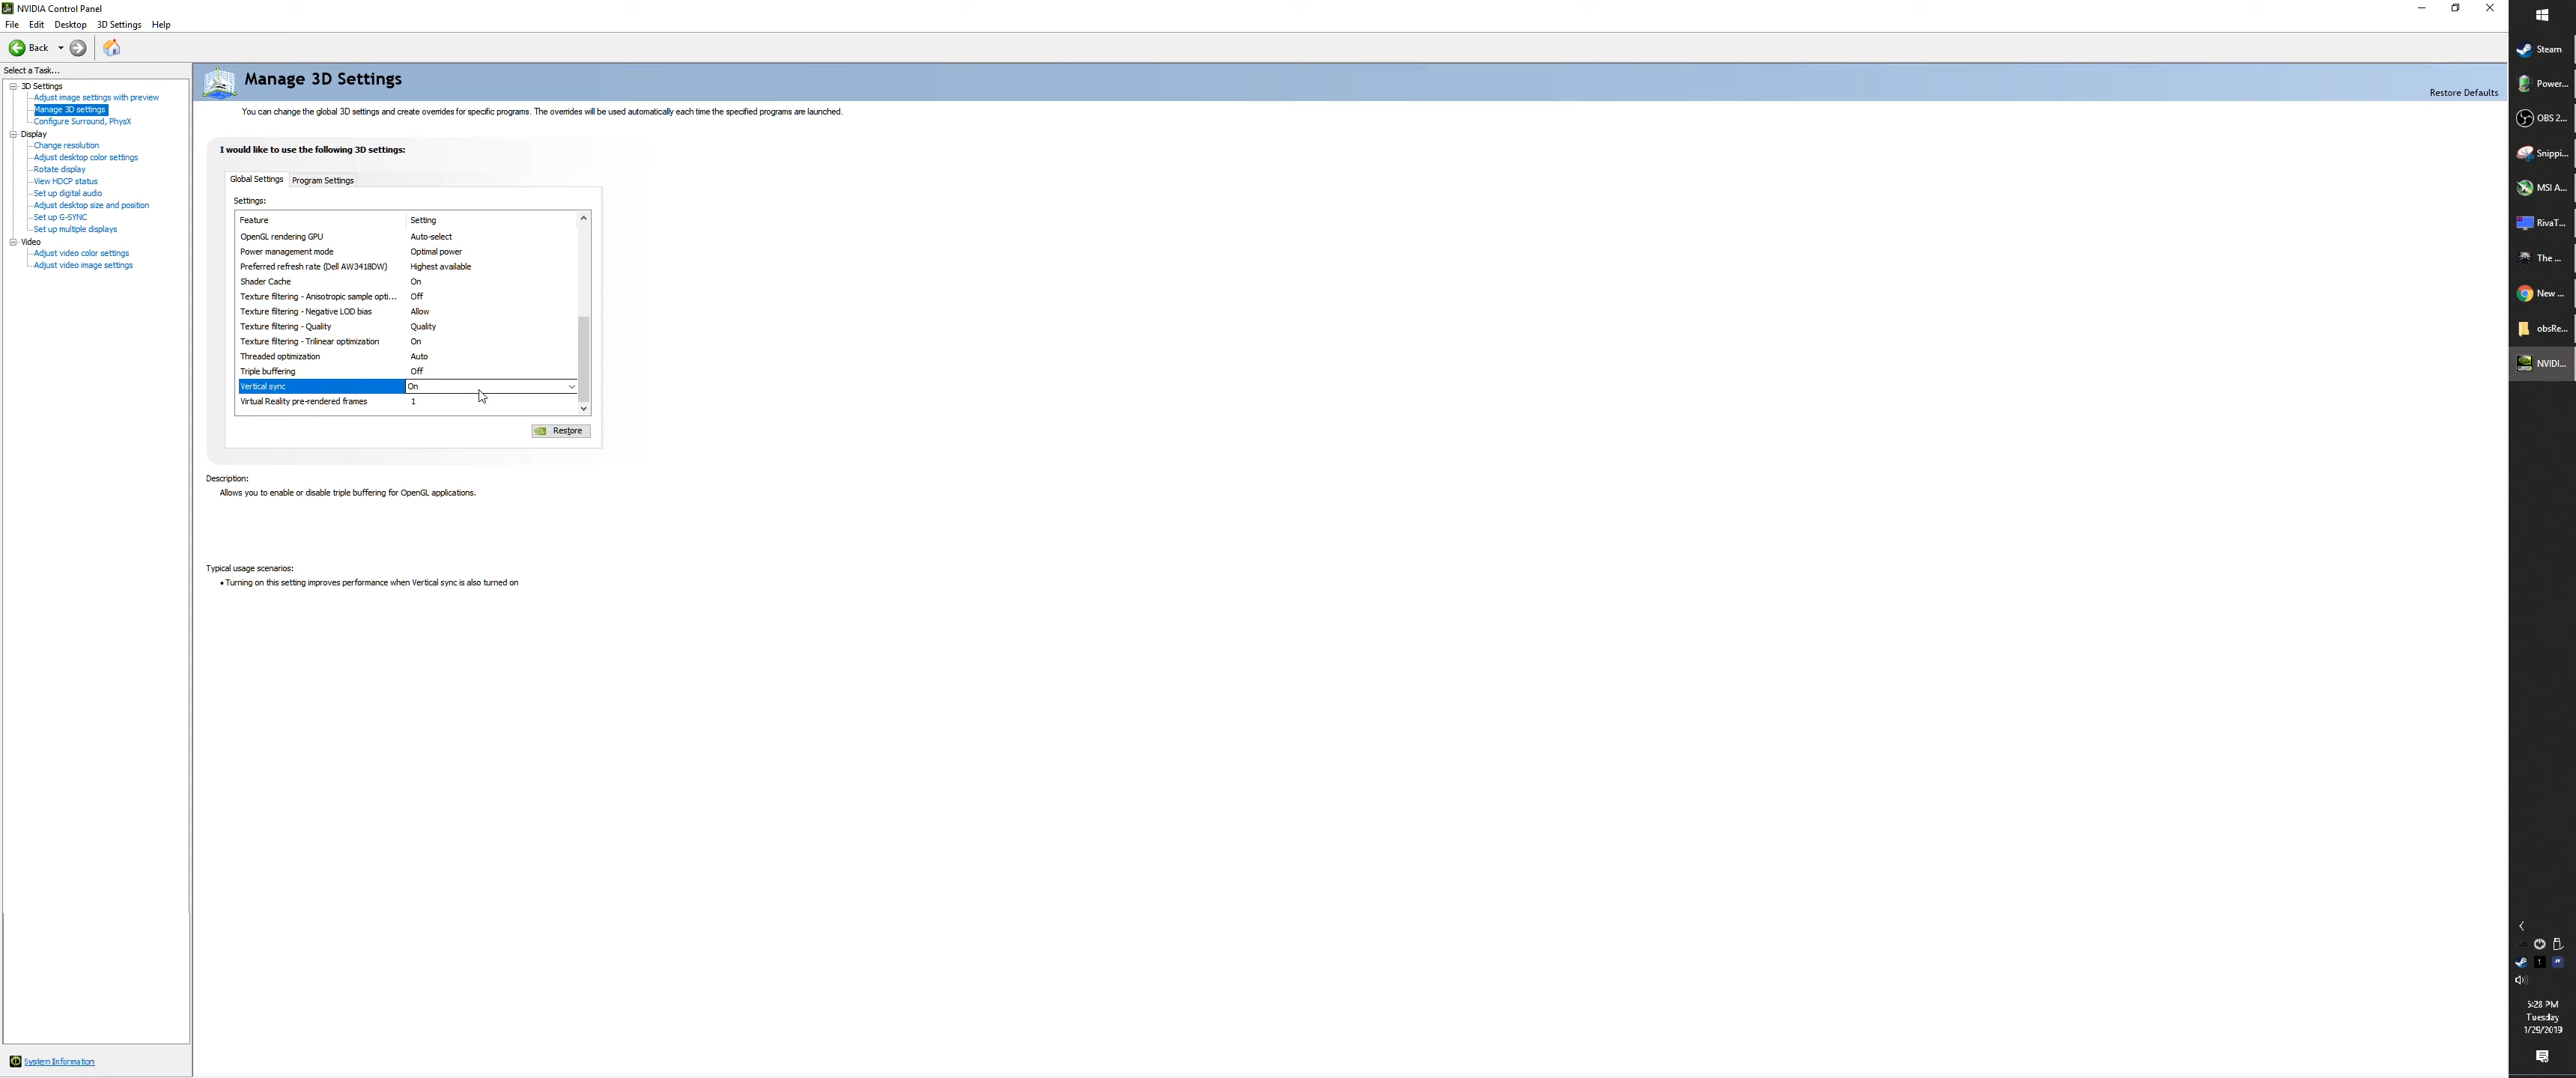 NVIDIA Control Panel
File Edit Desktop 3D Settings Help
Back
Select a Task...
3D Settings
Adjust image settings with preview
Manage 3D settings
Configure Surround, PhysX
Display
Change resolution
Adjust desktop color settings
Rotate display
View HDCP status
Set up digital audio
Adjust desktop size and position
Set up G-SYNC
Set up multiple displays
Video
Adjust video color settings
Adjust video image settings
System Information
Manage 3D Settings
Restore Defaults
You can change the global 3D settings and create overrides for specific programs. The overrides will be used automatically each time the specified programs are launched.
I would like to use the following 3D settings:
Global Settings Program Settings
Settings:
Feature Setting
OpenGL rendering GPU Auto-select
Power management mode Optimal power
Preferred refresh rate (Dell AW3418DW) Highest available
Shader Cache On
Texture filtering - Anisotropic sample opti... Off
Texture filtering - Negative LOD bias Allow
Texture filtering - Quality Quality
Texture filtering - Trilinear optimization On
Threaded optimization Auto
Triple buffering Off
Vertical sync On
Virtual Reality pre-rendered frames 1
Restore
Description:
Allows you to enable or disable triple buffering for OpenGL applications.
Typical usage scenarios:
• Turning on this setting improves performance when Vertical sync is also turned on
Steam
Power...
OBS 2...
Snippi...
MSI A...
RivaT...
The ...
New ...
obsRe...
NVIDI...
1
5:28 PM
Tuesday
1/29/2019